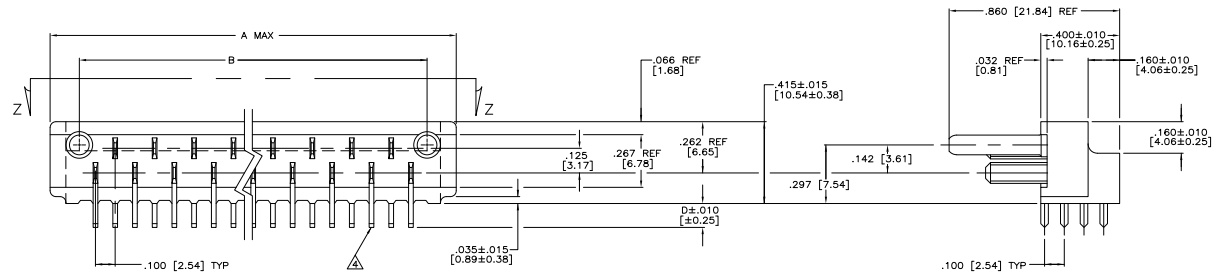 .860 [21.84] REF
A MAX
.400±.010
[10.16±0.25]
B
.066 REF
[1.68]
.032 REF
[0.81]
.160±.010
[4.06±0.25]
Z
Z
.415±.015
[10.54±0.38]
.160±.010
[4.06±0.25]
.125
[3.17]
.267 REF
[6.78]
.262 REF
[6.65]
.142 [3.61]
.297 [7.54]
D±.010
[±0.25]
.035±.015
[0.89±0.38]
4
.100 [2.54] TYP
.100 [2.54] TYP